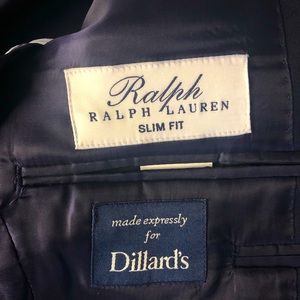 Ralph
RALPH LAUREN
SLIM FIT
made expressly
for
Dillard's